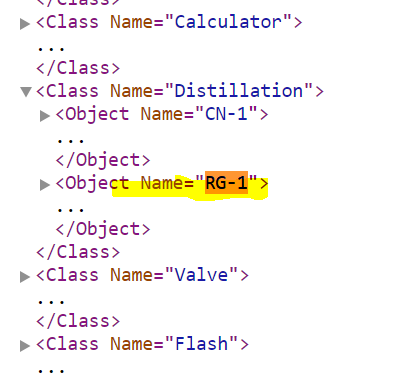 <Class Name="Calculator">
...
</Class>
<Class Name="Distillation">
<Object Name="CN-1">
...
</Object>
<Object Name="RG-1">
...
</Object>
</Class>
<Class Name="Valve">
...
</Class>
<Class Name="Flash">
...